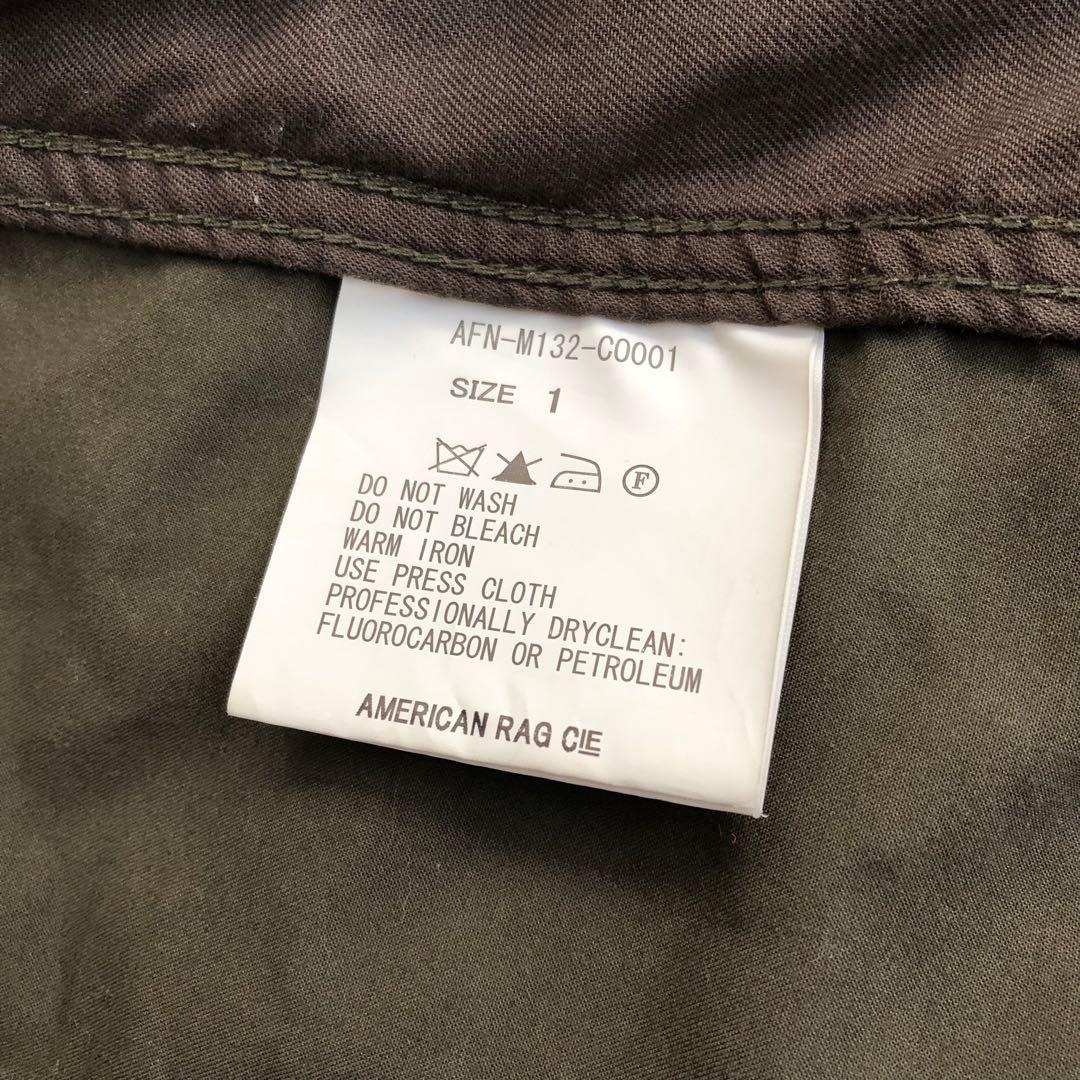 AFN-M132-C0001
SIZE 1
F
DO NOT WASH
DO NOT BLEACH
WARM IRON
USE PRESS CLOTH
PROFESSIONALLY DRYCLEAN:
FLUOROCARBON OR PETROLEUM
AMERICAN RAG CIE